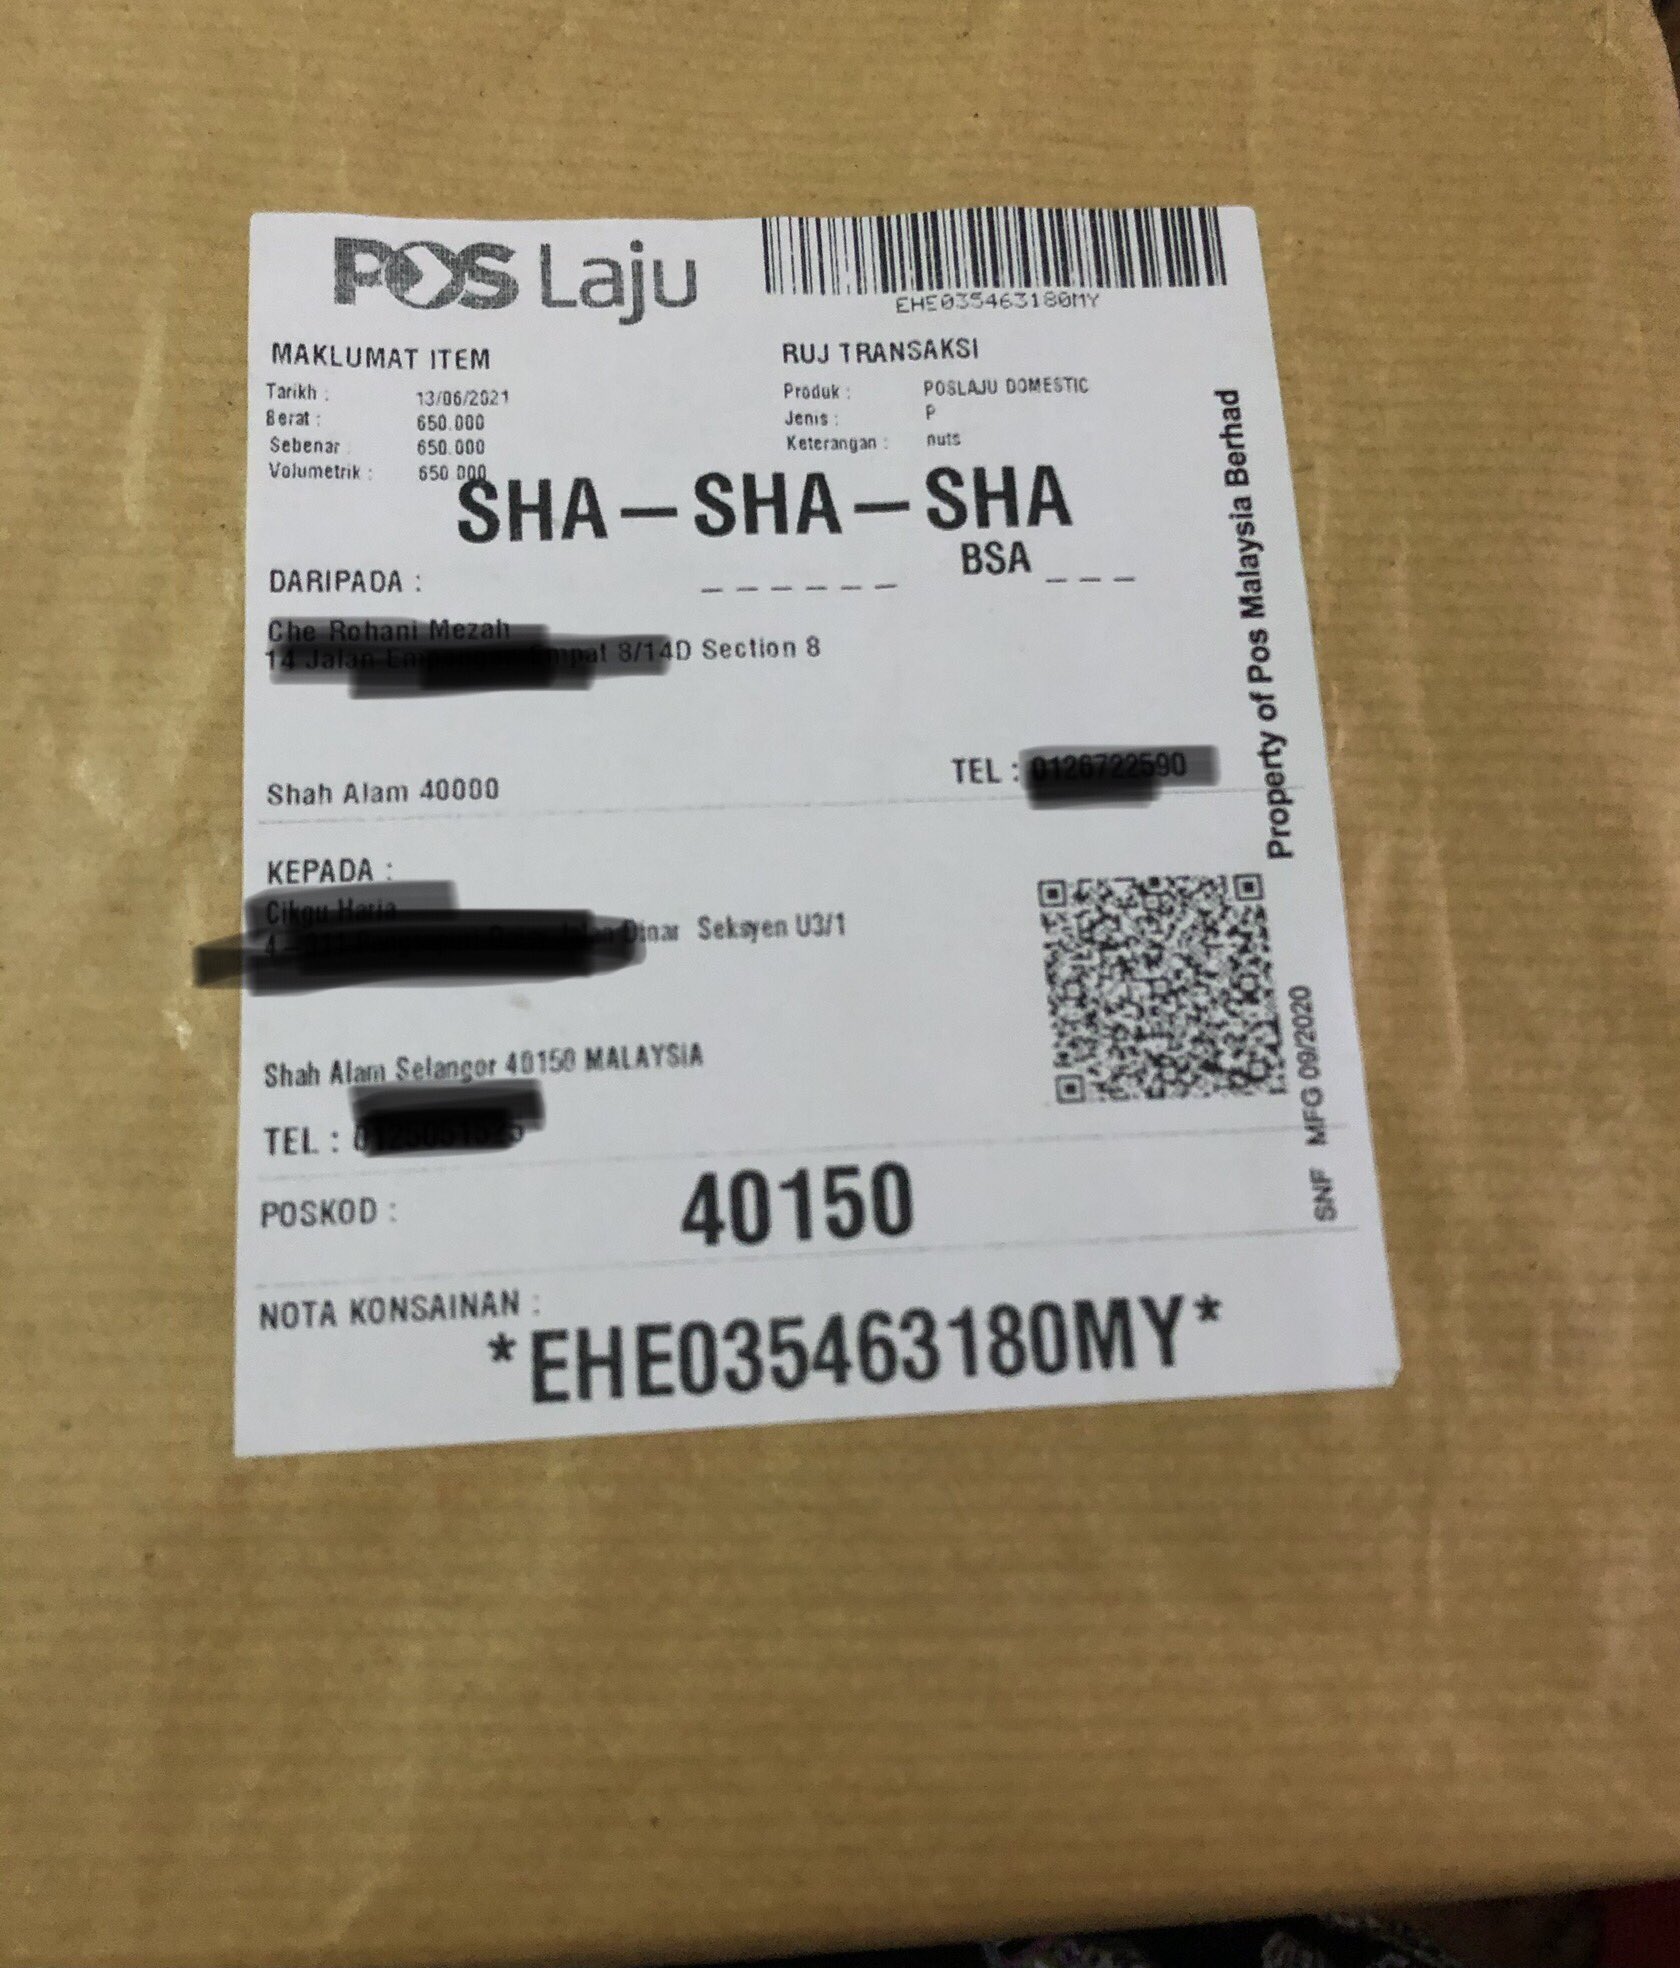 POS Laju
EHE035463180MY
MAKLUMAT ITEM
Tarikh : 13/06/2021
Berat : 650.000
Sebenar 650.000
Volumetrik : 650.000
RUJ TRANSAKSI
Produk : POSLAJU DOMESTIC
Jenis : P
Keterangan : nuts
SHA – SHA – SHA
BSA
DARIPADA :
Section 8
Shah Alam 40000
TEL :
KEPADA :
Seksyen U3/1
Shah Alam Selangor 40150 MALAYSIA
TEL :
POSKOD : 40150
NOTA KONSAINAN :
*EHE035463180MY*
Property of Pos Malaysia Berhad
SNF MFG 09/2020